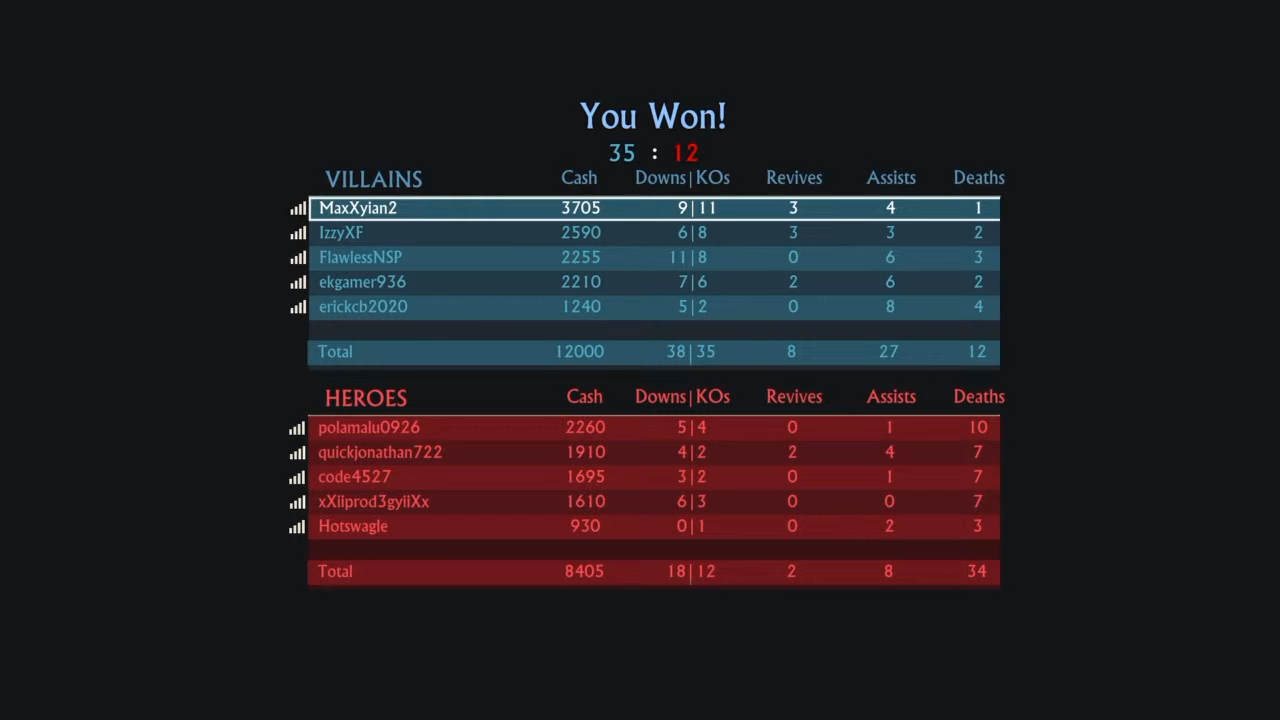 You Won!
35 : 12
VILLAINS Cash Downs|KOs Revives Assists Deaths
MaxXyian2 3705 9|11 3 4 1
IzzyXF 2590 6|8 3 3 2
FlawlessNSP 2255 11|8 0 6 3
ekgamer936 2210 7|6 2 6 2
erickcb2020 1240 5|2 0 8 4
Total 12000 38|35 8 27 12
HEROES Cash Downs|KOs Revives Assists Deaths
polamalu0926 2260 5|4 0 1 10
quickjonathan722 1910 4|2 2 4 7
code4527 1695 3|2 0 1 7
xXiiprod3gyiiXx 1610 6|3 0 0 7
Hotswagle 930 0|1 0 2 3
Total 8405 18|12 2 8 34